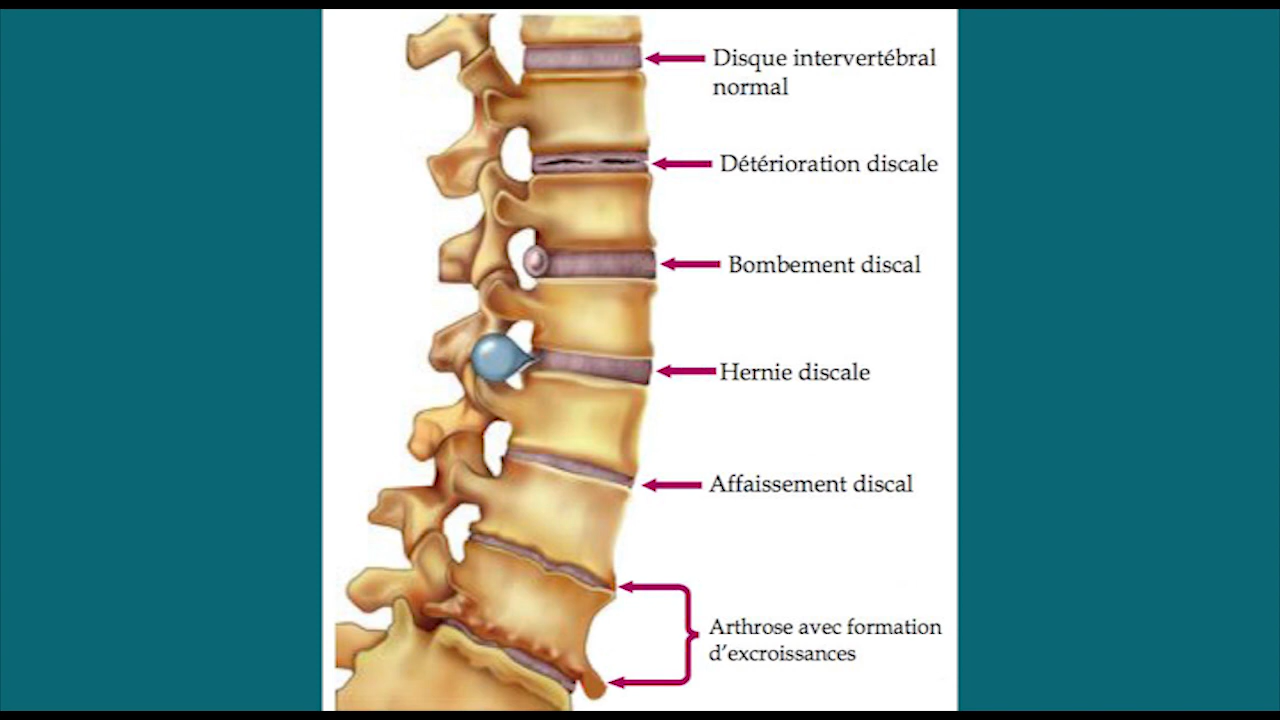 Disque intervertébral
normal
Détérioration discale
Bombement discal
Hernie discale
Affaissement discal
Arthrose avec formation
d’excroissances